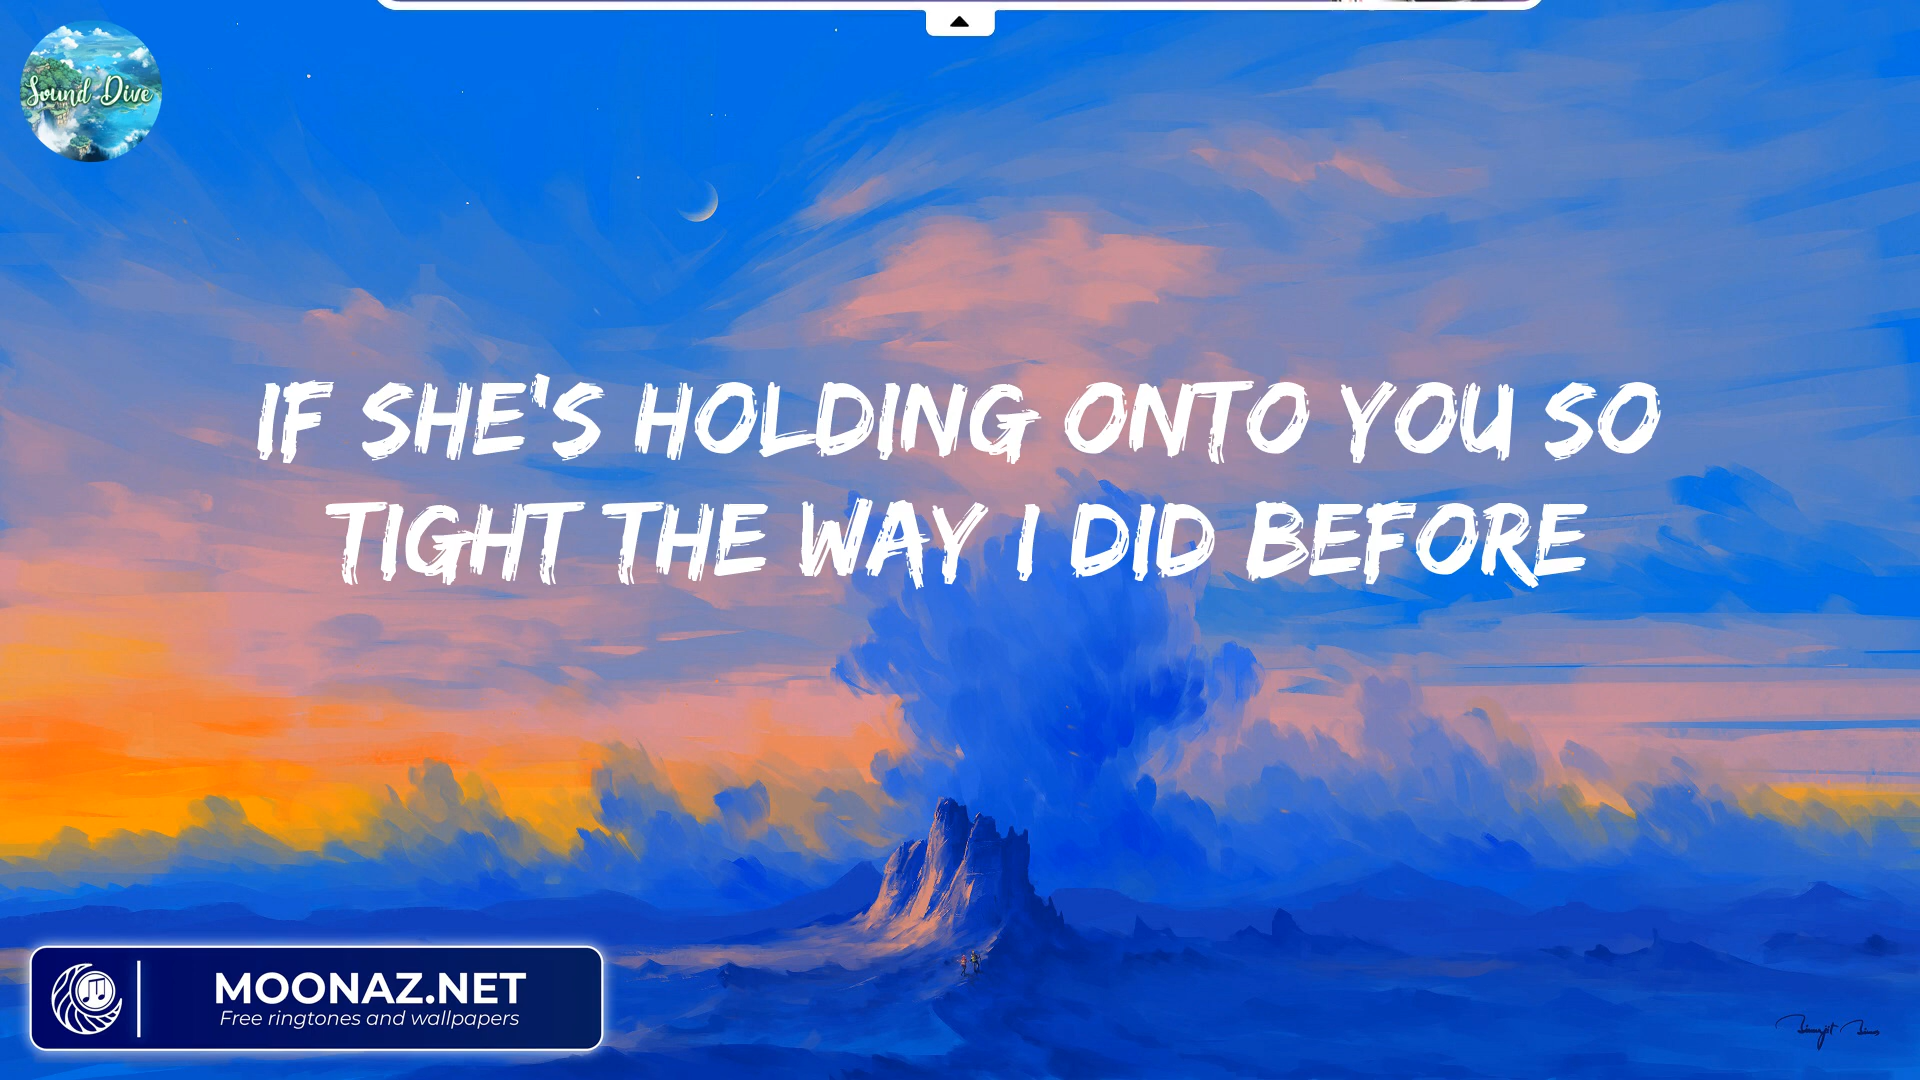 Sound Dive
IF SHE'S HOLDING ONTO YOU SO
TIGHT THE WAY I DID BEFORE
MOONAZ.NET
Free ringtones and wallpapers